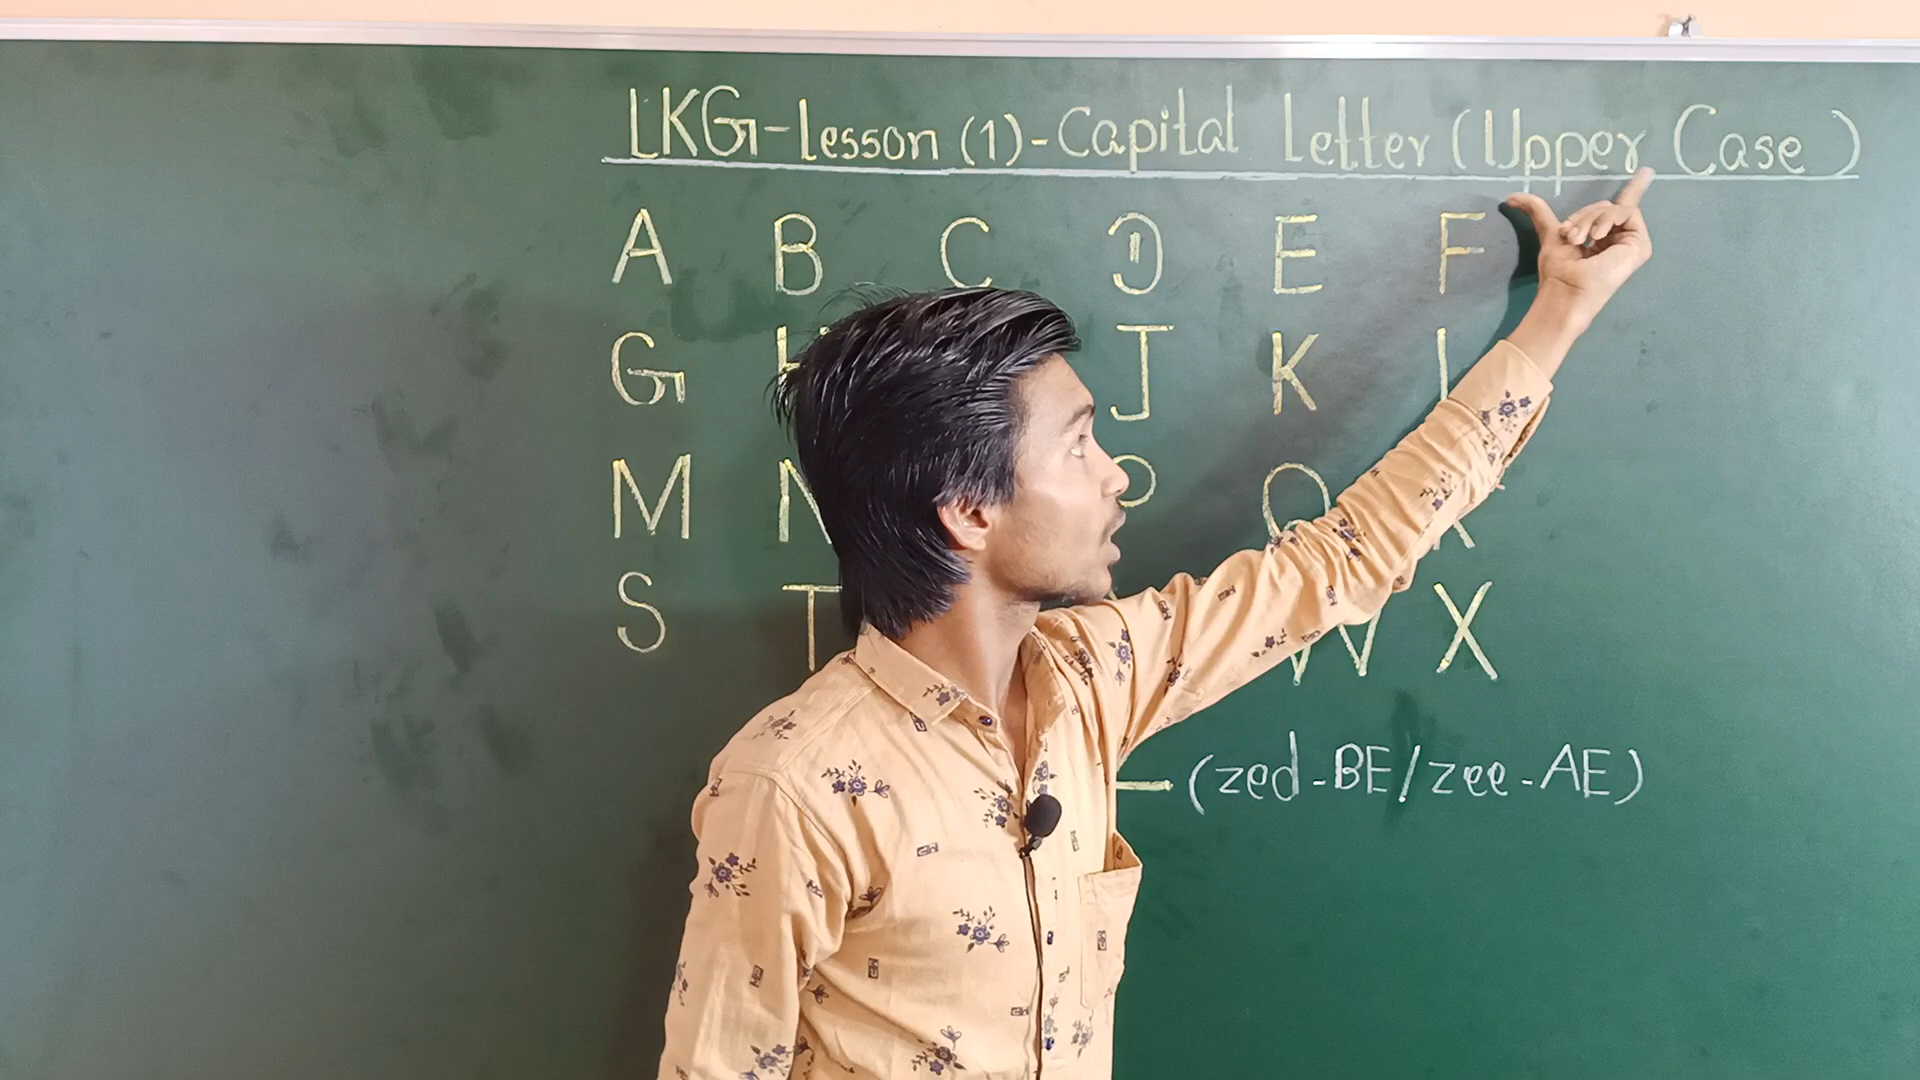 LKG-Lesson (1)-Capital Letter (Upper Case)
A B C D E F
G H J K L
M N P Q R
S T W X
(zed-BE/zee-AE)